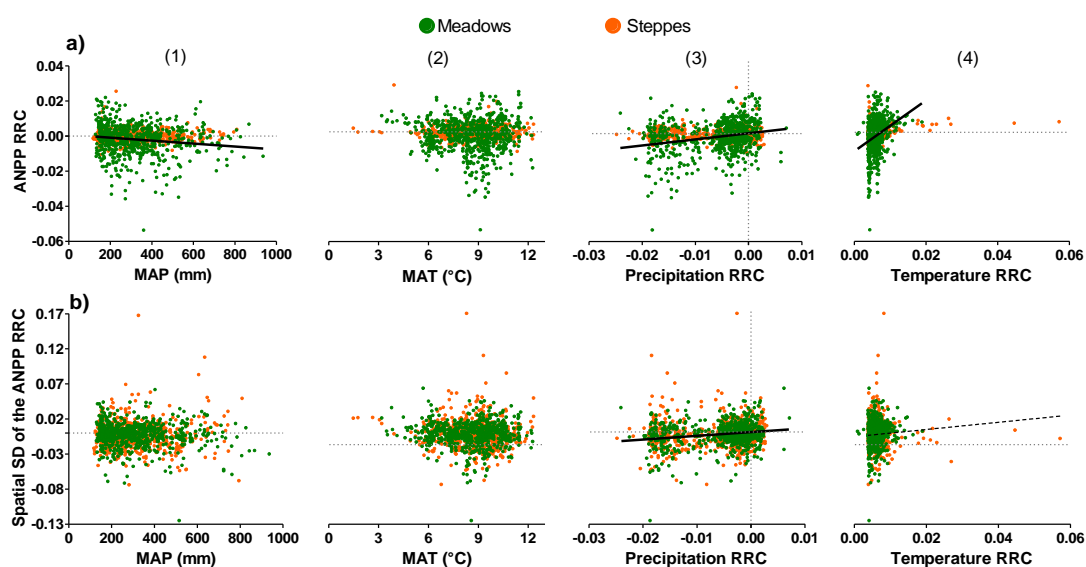 Meadows Steppes
a) (1) (2) (3) (4)
ANPP RRC
0.04
0.02
0.00
-0.02
-0.04
-0.06
0 200 400 600 800 1000
MAP (mm)
0 3 6 9 12
MAT (°C)
-0.03 -0.02 -0.01 0.00 0.01
Precipitation RRC
0.00 0.02 0.04 0.06
Temperature RRC
b)
Spatial SD of the ANPP RRC
0.17
0.12
0.07
0.02
-0.03
-0.08
-0.13
0 200 400 600 800 1000
MAP (mm)
0 3 6 9 12
MAT (°C)
-0.03 -0.02 -0.01 0.00 0.01
Precipitation RRC
0.00 0.02 0.04 0.06
Temperature RRC